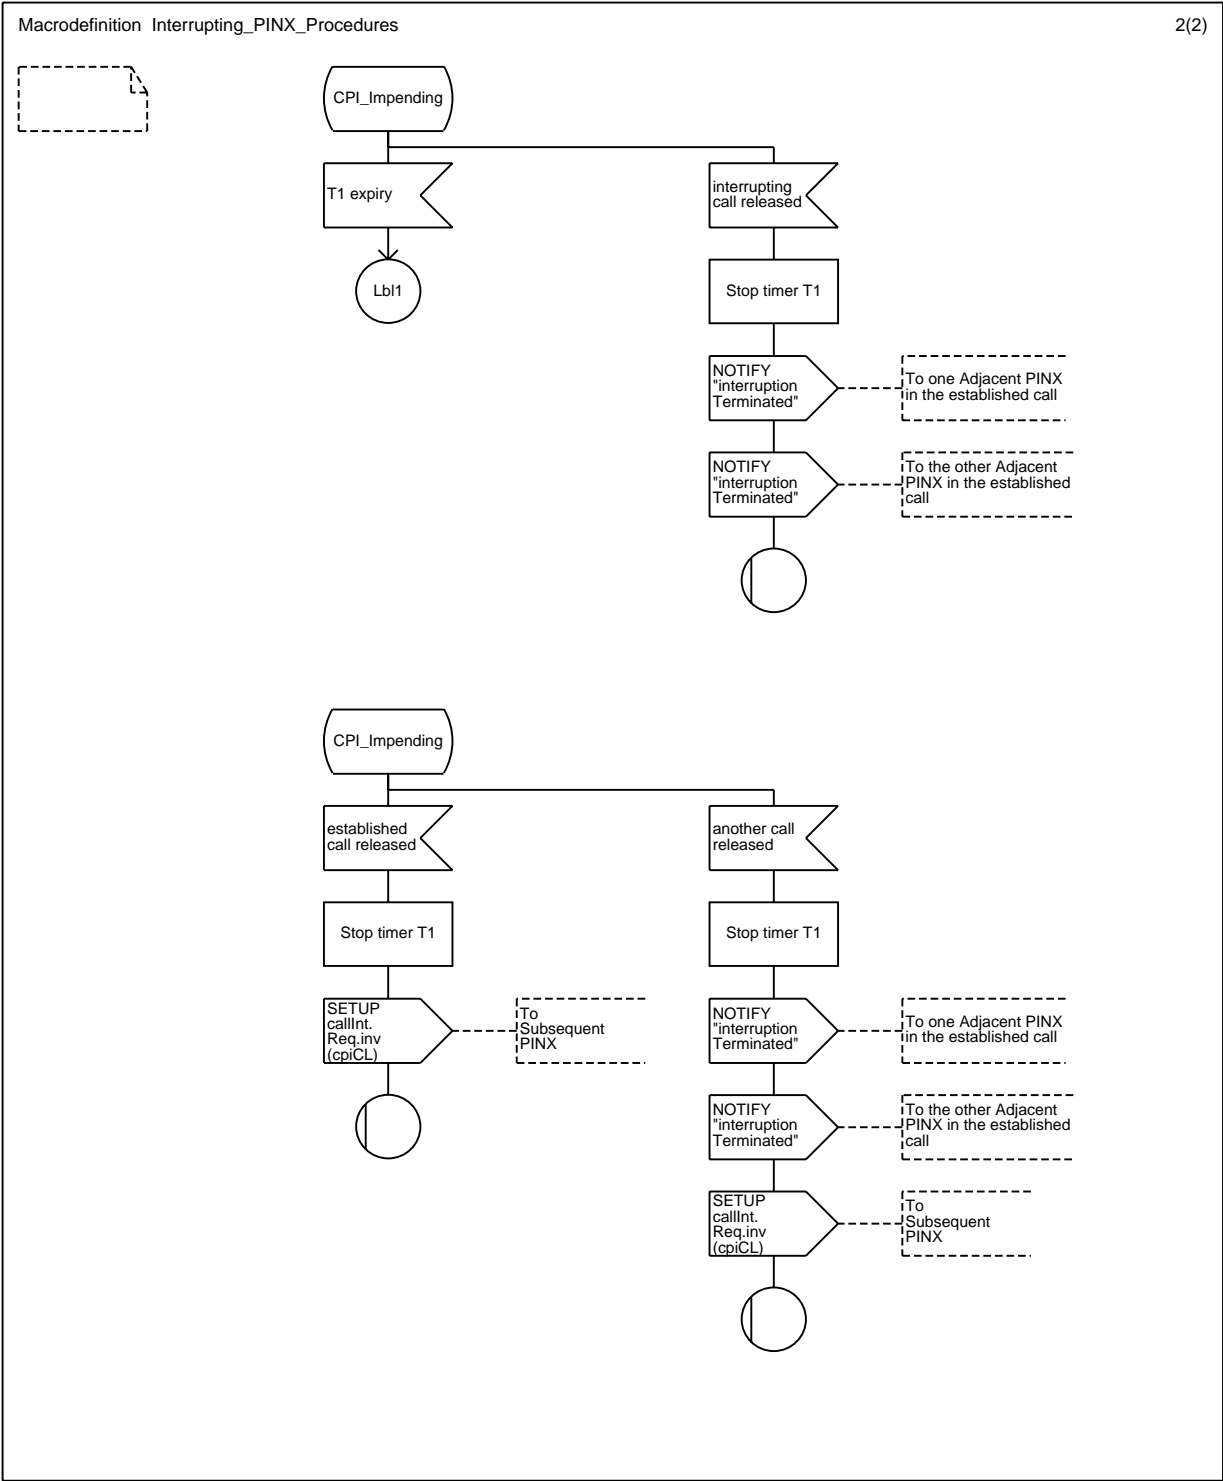 Macrodefinition Interrupting_PINX_Procedures
2(2)
CPI_Impending
T1 expiry
Lbl1
interrupting
call released
Stop timer T1
NOTIFY
"interruption
Terminated"
To one Adjacent PINX
in the established call
NOTIFY
"interruption
Terminated"
To the other Adjacent
PINX in the established
call
CPI_Impending
established
call released
Stop timer T1
SETUP
callInt.
Req.inv
(cpiCL)
To
Subsequent
PINX
another call
released
Stop timer T1
NOTIFY
"interruption
Terminated"
To one Adjacent PINX
in the established call
NOTIFY
"interruption
Terminated"
To the other Adjacent
PINX in the established
call
SETUP
callInt.
Req.inv
(cpiCL)
To
Subsequent
PINX